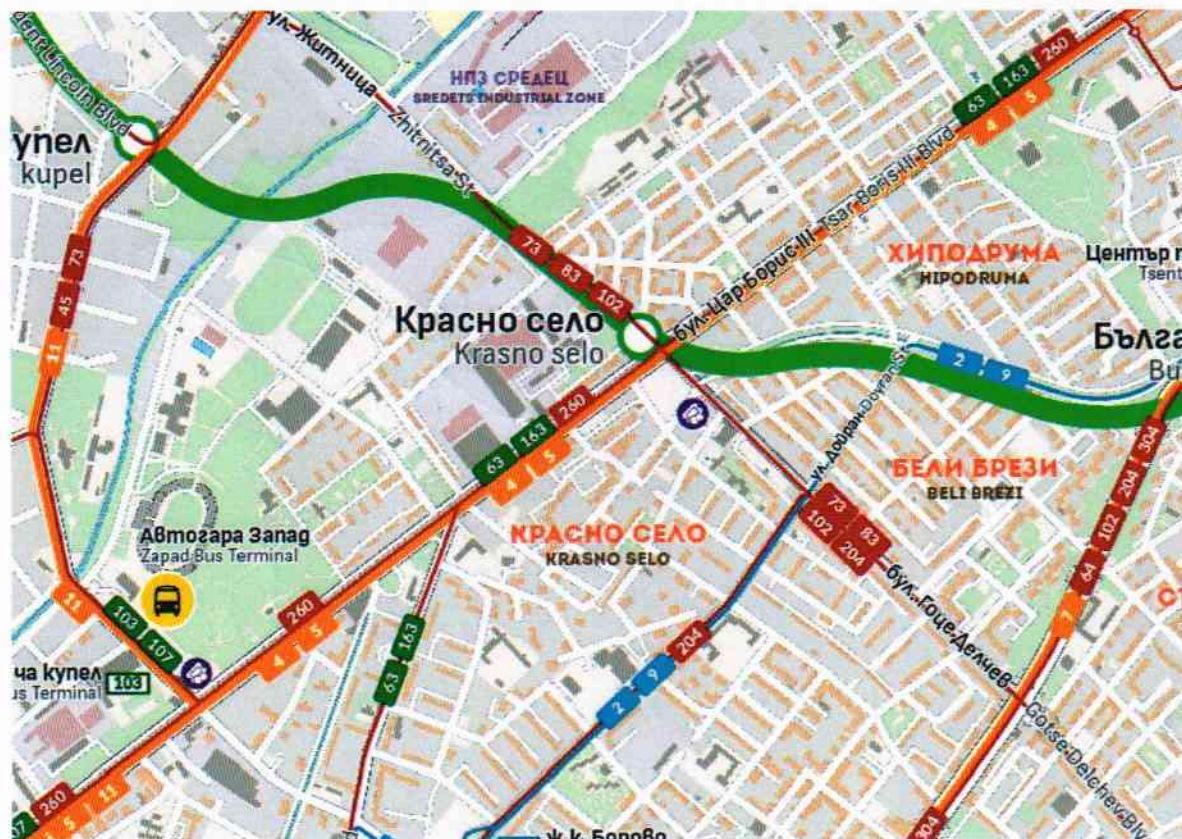 dent Lincoln Blvd
ул. Житница
Zhitnitsa St.
НПЗ СРЕДЕЦ
SREDETS INDUSTRIAL ZONE
63 163 260
4 5
упел
kupel
73 83 102
бул. Цар Борис III
Tsar Boris III Blvd
ХИПОДРУМА
HIPODRUMA
Център п
Tsent
Красно село
Krasno selo
2 9
Бълга
Bu
11 45 73
63 163 260
4 5
ул. Дойран
Doyran St.
БЕЛИ БРЕЗИ
BELI BREZI
КРАСНО СЕЛО
KRASNO SELO
73 83
102 204
бул. Гоце Делчев
Gotse Delchev Blv
64 102 204 304
7
Автогара Запад
Zapad Bus Terminal
11
103 107
260
4 5
63 163
2 9 204
ча купел
us Terminal
103
07 260
5 11
304
ж.к. Борово